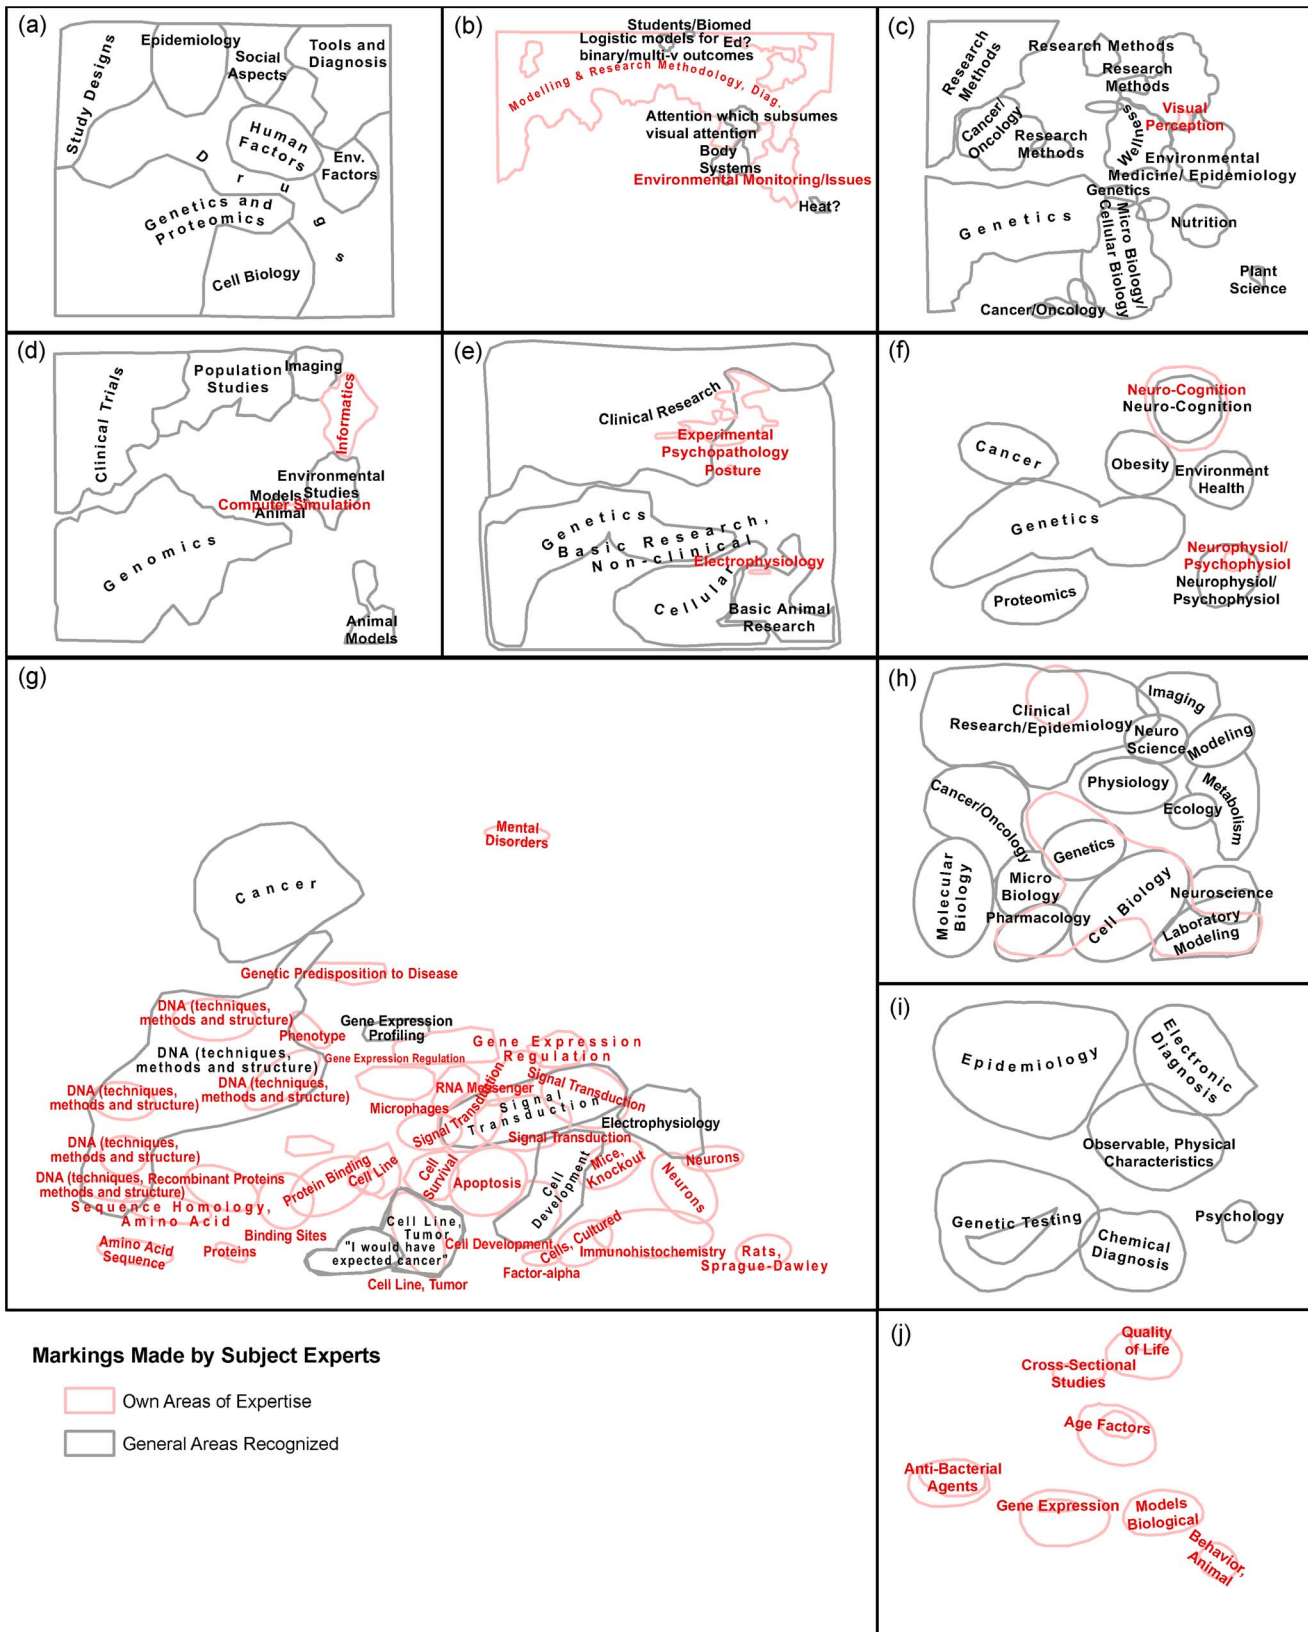 (a)
Study Designs
Epidemiology
Social
Aspects
Tools and
Diagnosis
Human
Factors
Env.
Factors
Drugs
Genetics and
Proteomics
Cell Biology
(b)
Students/Biomed
Ed?
Logistic models for
binary/multi-v outcomes
Modelling & Research Methodology, Diag.
Attention which subsumes
visual attention
Body
Systems
Environmental Monitoring/Issues
Heat?
(c)
Research
Methods
Research Methods
Research
Methods
Visual
Perception
Cancer/
Oncology
Research
Methods
Wellness
Environmental
Medicine/ Epidemiology
Genetics
Genetics
Micro Biology/
Cellular Biology
Nutrition
Plant
Science
Cancer/Oncology
(d)
Clinical Trials
Population
Studies
Imaging
Informatics
Environmental
Studies
Models,
Animal
Computer Simulation
Genomics
Animal
Models
(e)
Clinical Research
Experimental
Psychopathology
Posture
Genetics
Basic Research,
Non-clinical
Electrophysiology
Cellular
Basic Animal
Research
(f)
Neuro-Cognition
Neuro-Cognition
Cancer
Obesity
Environment
Health
Genetics
Neurophysiol/
Psychophysiol
Neurophysiol/
Psychophysiol
Proteomics
(g)
Mental
Disorders
Cancer
Genetic Predisposition to Disease
DNA (techniques,
methods and structure)
Phenotype
Gene Expression
Profiling
Gene Expression
Regulation
DNA (techniques,
methods and structure)
Gene Expression Regulation
DNA (techniques,
methods and structure)
DNA (techniques,
methods and structure)
RNA Messenger
Signal Transduction
Microphages
Signal Transduction
Signal
Transduction
Signal Transduction
Electrophysiology
DNA (techniques,
methods and structure)
DNA (techniques,
methods and structure)
Recombinant Proteins
Protein Binding
Cell Line
Cell
Survival
Apoptosis
Cell
Development
Mice,
Knockout
Neurons
Neurons
Sequence Homology,
Amino Acid
Binding Sites
Amino Acid
Sequence
Proteins
Cell Line,
Tumor
"I would have
expected cancer"
Cell Development
Cells, Cultured
Factor-alpha
Immunohistochemistry
Rats,
Sprague-Dawley
Cell Line, Tumor
(h)
Clinical
Research/Epidemiology
Imaging
Neuro
Science
Modeling
Physiology
Metabolism
Ecology
Cancer/Oncology
Genetics
Molecular
Biology
Micro
Biology
Pharmacology
Cell Biology
Neuroscience
Laboratory
Modeling
(i)
Epidemiology
Electronic
Diagnosis
Observable, Physical
Characteristics
Genetic Testing
Chemical
Diagnosis
Psychology
(j)
Quality
of Life
Cross-Sectional
Studies
Age Factors
Anti-Bacterial
Agents
Gene Expression
Models
Biological
Behavior,
Animal
Markings Made by Subject Experts
Own Areas of Expertise
General Areas Recognized